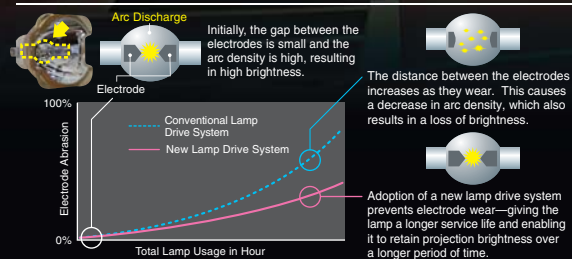 Arc Discharge
Initially, the gap between the
electrodes is small and the
arc density is high, resulting
in high brightness.
Electrode
The distance between the electrodes
increases as they wear. This causes
a decrease in arc density, which also
results in a loss of brightness.
100%
Conventional Lamp
Drive System
New Lamp Drive System
Electrode Abrasion
0%
Total Lamp Usage in Hour
Adoption of a new lamp drive system
prevents electrode wear—giving the
lamp a longer service life and enabling
it to retain projection brightness over
a longer period of time.